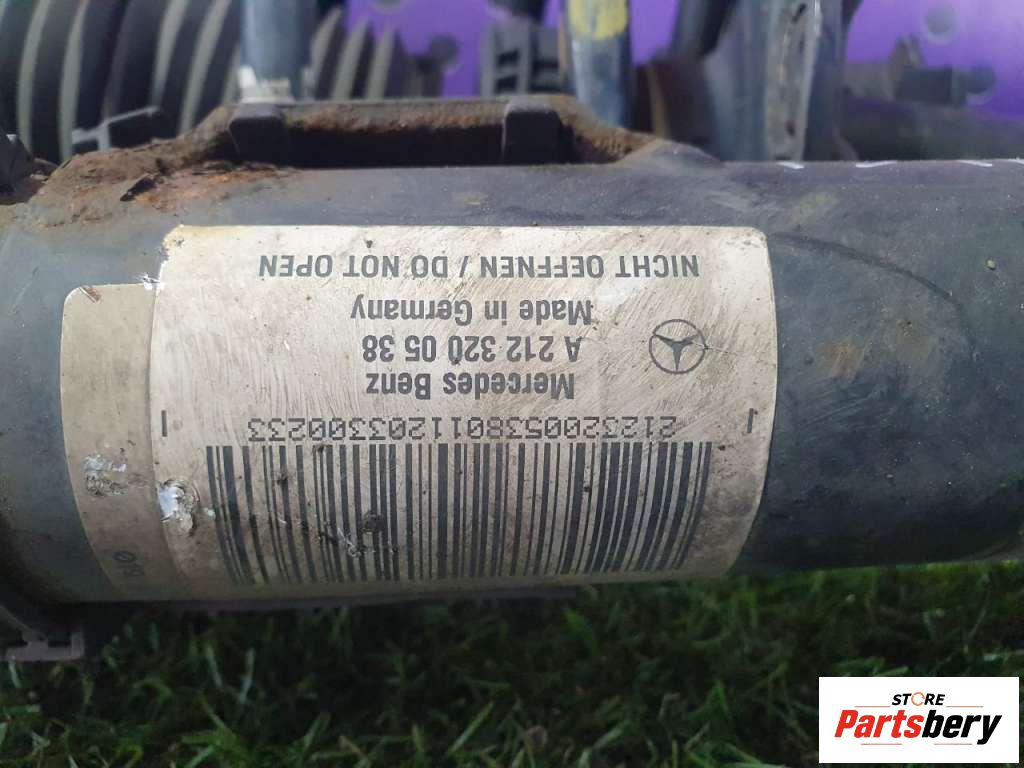 NICHT OEFFNEN / DO NOT OPEN
Made in Germany
A 212 320 05 38
Mercedes Benz
2123200538011203300233
STORE
Partsbery